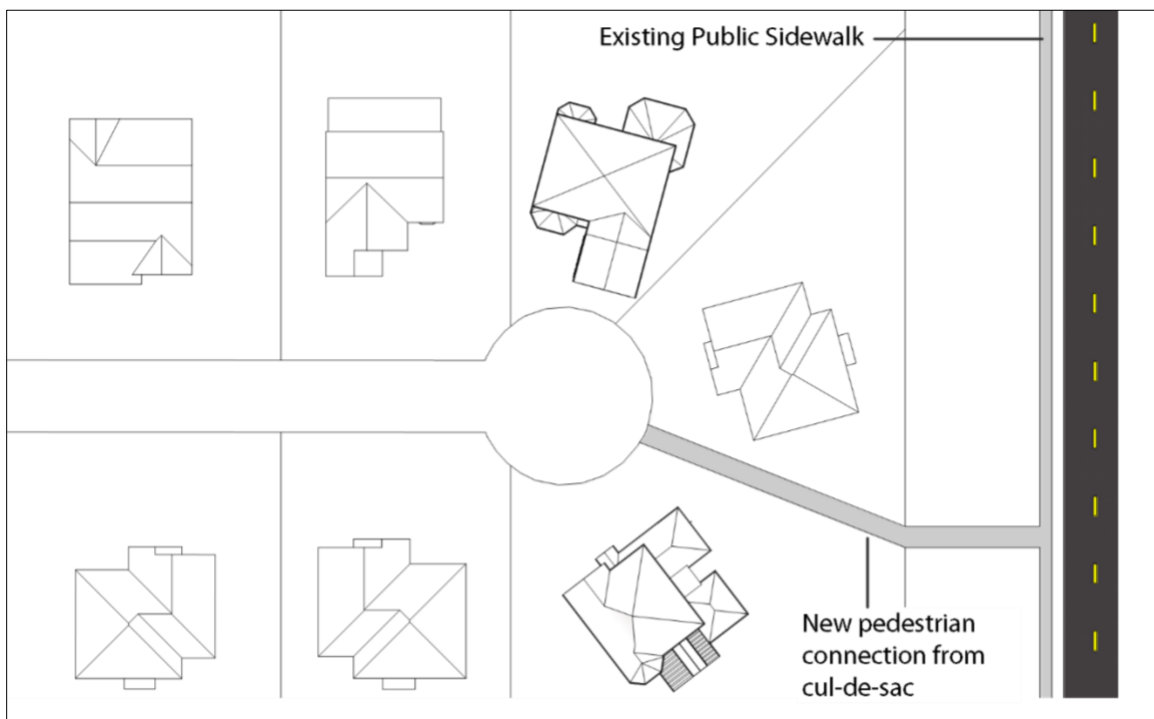 Existing Public Sidewalk
New pedestrian
connection from
cul-de-sac